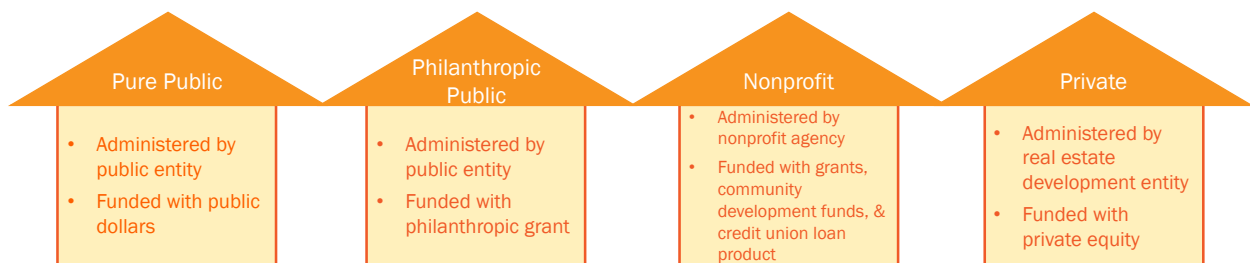 Pure Public
• Administered by
public entity
• Funded with public
dollars
Philanthropic
Public
• Administered by
public entity
• Funded with
philanthropic grant
Nonprofit
• Administered by
nonprofit agency
• Funded with grants,
community
development funds, &
credit union loan
product
Private
• Administered by
real estate
development entity
• Funded with
private equity